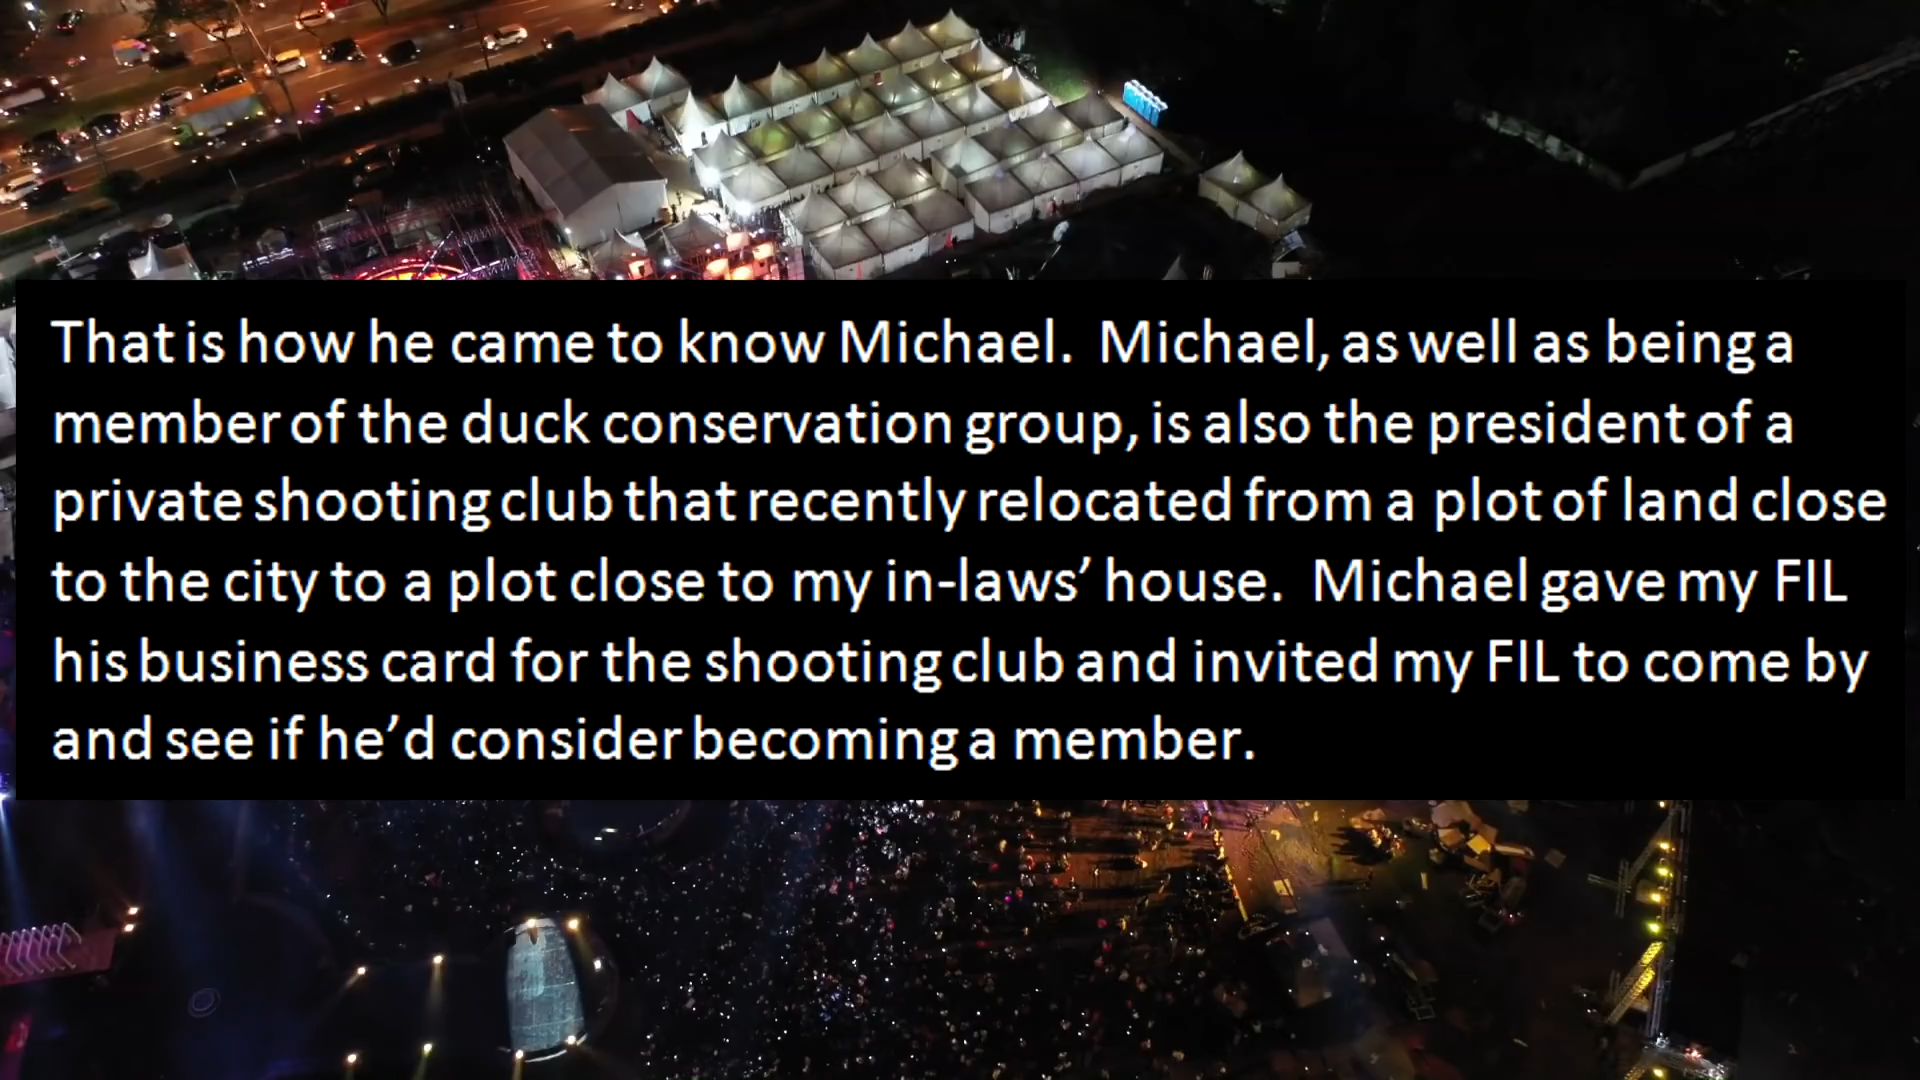 That is how he came to know Michael.  Michael, as well as being a
member of the duck conservation group, is also the president of a
private shooting club that recently relocated from a plot of land close
to the city to a plot close to my in-laws’ house.  Michael gave my FIL
his business card for the shooting club and invited my FIL to come by
and see if he’d consider becoming a member.